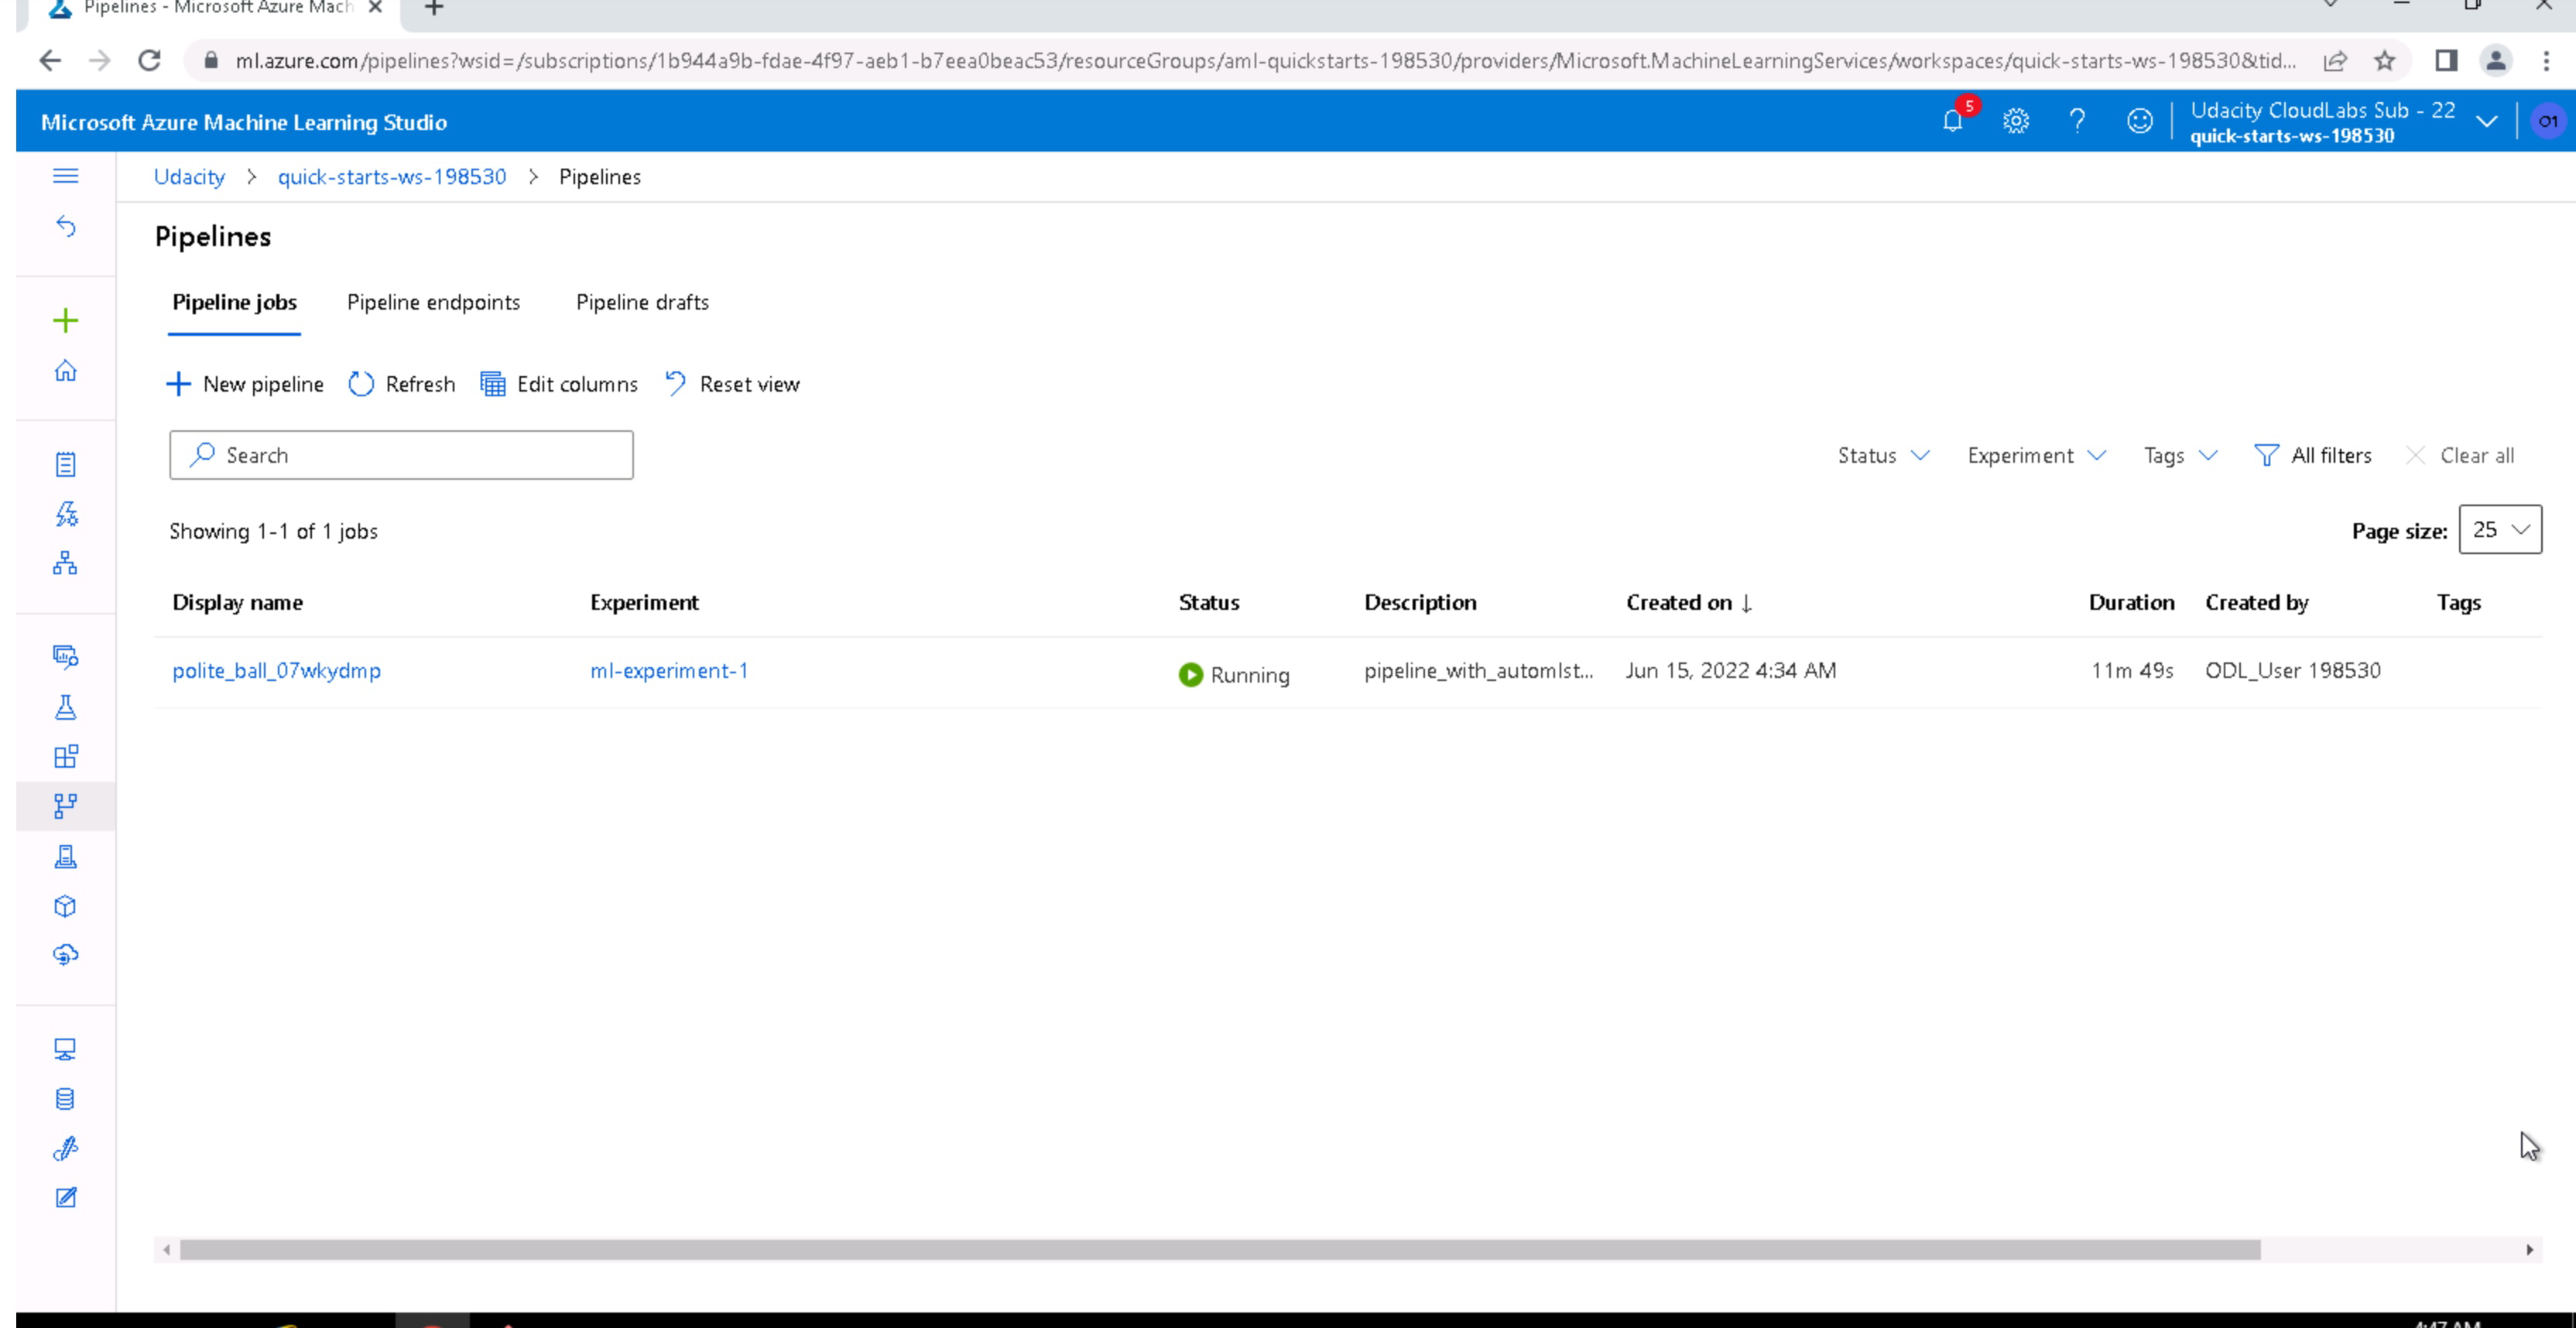 Pipelines - Microsoft Azure Mach
ml.azure.com/pipelines?wsid=/subscriptions/1b944a9b-fdae-4f97-aeb1-b7eea0beac53/resourceGroups/aml-quickstarts-198530/providers/Microsoft.MachineLearningServices/workspaces/quick-starts-ws-198530&tid...
Microsoft Azure Machine Learning Studio
5
Udacity CloudLabs Sub - 22
quick-starts-ws-198530
O1
Udacity > quick-starts-ws-198530 > Pipelines
Pipelines
Pipeline jobs Pipeline endpoints Pipeline drafts
New pipeline Refresh Edit columns Reset view
Search
Status Experiment Tags All filters Clear all
Showing 1-1 of 1 jobs
Page size: 25
Display name Experiment Status Description Created on ↓ Duration Created by Tags
polite_ball_07wkydmp ml-experiment-1 Running pipeline_with_automlst... Jun 15, 2022 4:34 AM 11m 49s ODL_User 198530
4:47 AM